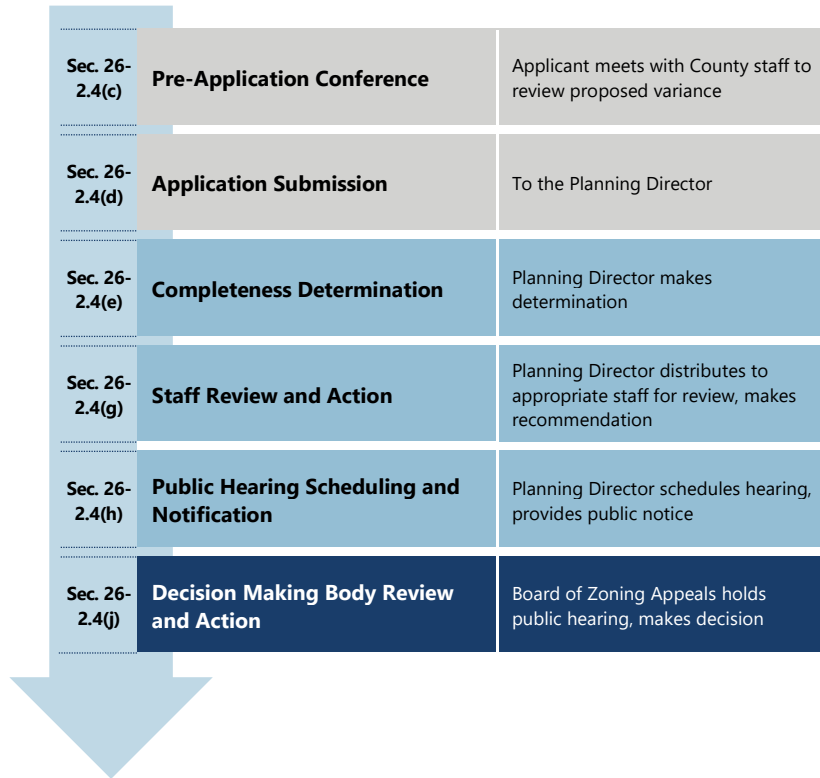 Sec. 26-
2.4(c)
Pre-Application Conference
Applicant meets with County staff to
review proposed variance
Sec. 26-
2.4(d)
Application Submission
To the Planning Director
Sec. 26-
2.4(e)
Completeness Determination
Planning Director makes
determination
Sec. 26-
2.4(g)
Staff Review and Action
Planning Director distributes to
appropriate staff for review, makes
recommendation
Sec. 26-
2.4(h)
Public Hearing Scheduling and
Notification
Planning Director schedules hearing,
provides public notice
Sec. 26-
2.4(j)
Decision Making Body Review
and Action
Board of Zoning Appeals holds
public hearing, makes decision